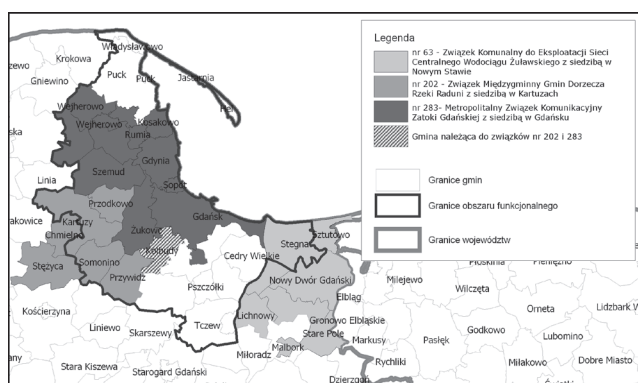 Legenda
nr 63 - Związek Komunalny do Eksploatacji Sieci
Centralnego Wodociągu Żuławskiego z siedzibą w
Nowym Stawie
nr 202 - Związek Międzygminny Gmin Dorzecza
Rzeki Raduni z siedzibą w Kartuzach
nr 283- Metropolitalny Związek Komunikacyjny
Zatoki Gdańskiej z siedzibą w Gdańsku
Gmina należąca do związków nr 202 i 283
Granice gmin
Granice obszaru funkcjonalnego
Granice województw
Władysławowo
Krokowa
Puck
Puck
Jastarnia
Gniewino
Hel
Wejherowo
Kosakowo
Wejherowo
Rumia
Gdynia
Szemud
Linia
Sopot
Przodkowo
Gdańsk
Kartuzy
Żukowo
Chmielno
Kolbudy
Stegna
Sztutowo
Cedry Wielkie
Somonino
Stężyca
Przywidz
Nowy Dwór Gdański
Pszczółki
Elbląg
Milejewo
Wilczęta
Kościerzyna
Lichnowy
Gronowo Elbląskie
Orneta
Lidzbark W
Liniewo
Tczew
Skarszewy
Stare Pole
Markusy
Godkowo
Pasłęk
Lubomino
Miłoradz
Malbork
Rychliki
Dobre Miasto
Stara Kiszewa
Starogard Gdański
Miłakowo
Dzierzgoń